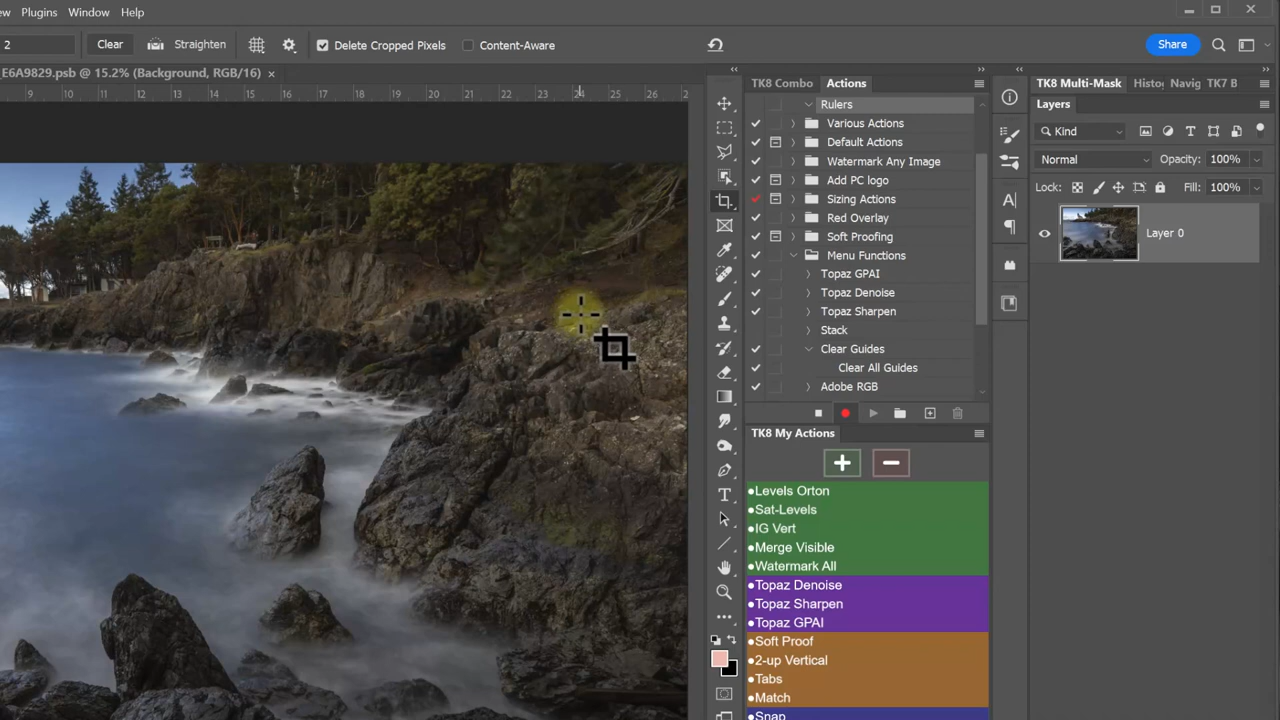 ew Plugins Window Help
2 Clear Straighten Delete Cropped Pixels Content-Aware Share
_E6A9829.psb @ 15.2% (Background, RGB/16) ×
9 10 11 12 13 14 15 16 17 18 19 20 21 22 23 24 25 26 2
TK8 Combo Actions
Rulers
Various Actions
Default Actions
Watermark Any Image
Add PC logo
Sizing Actions
Red Overlay
Soft Proofing
Menu Functions
Topaz GPAI
Topaz Denoise
Topaz Sharpen
Stack
Clear Guides
Clear All Guides
Adobe RGB
TK8 My Actions
●Levels Orton
●Sat-Levels
●IG Vert
●Merge Visible
●Watermark All
●Topaz Denoise
●Topaz Sharpen
●Topaz GPAI
●Soft Proof
●2-up Vertical
●Tabs
●Match
●Snap
TK8 Multi-Mask Histo Navig TK7 B
Layers
Kind
Normal Opacity: 100%
Lock: Fill: 100%
Layer 0